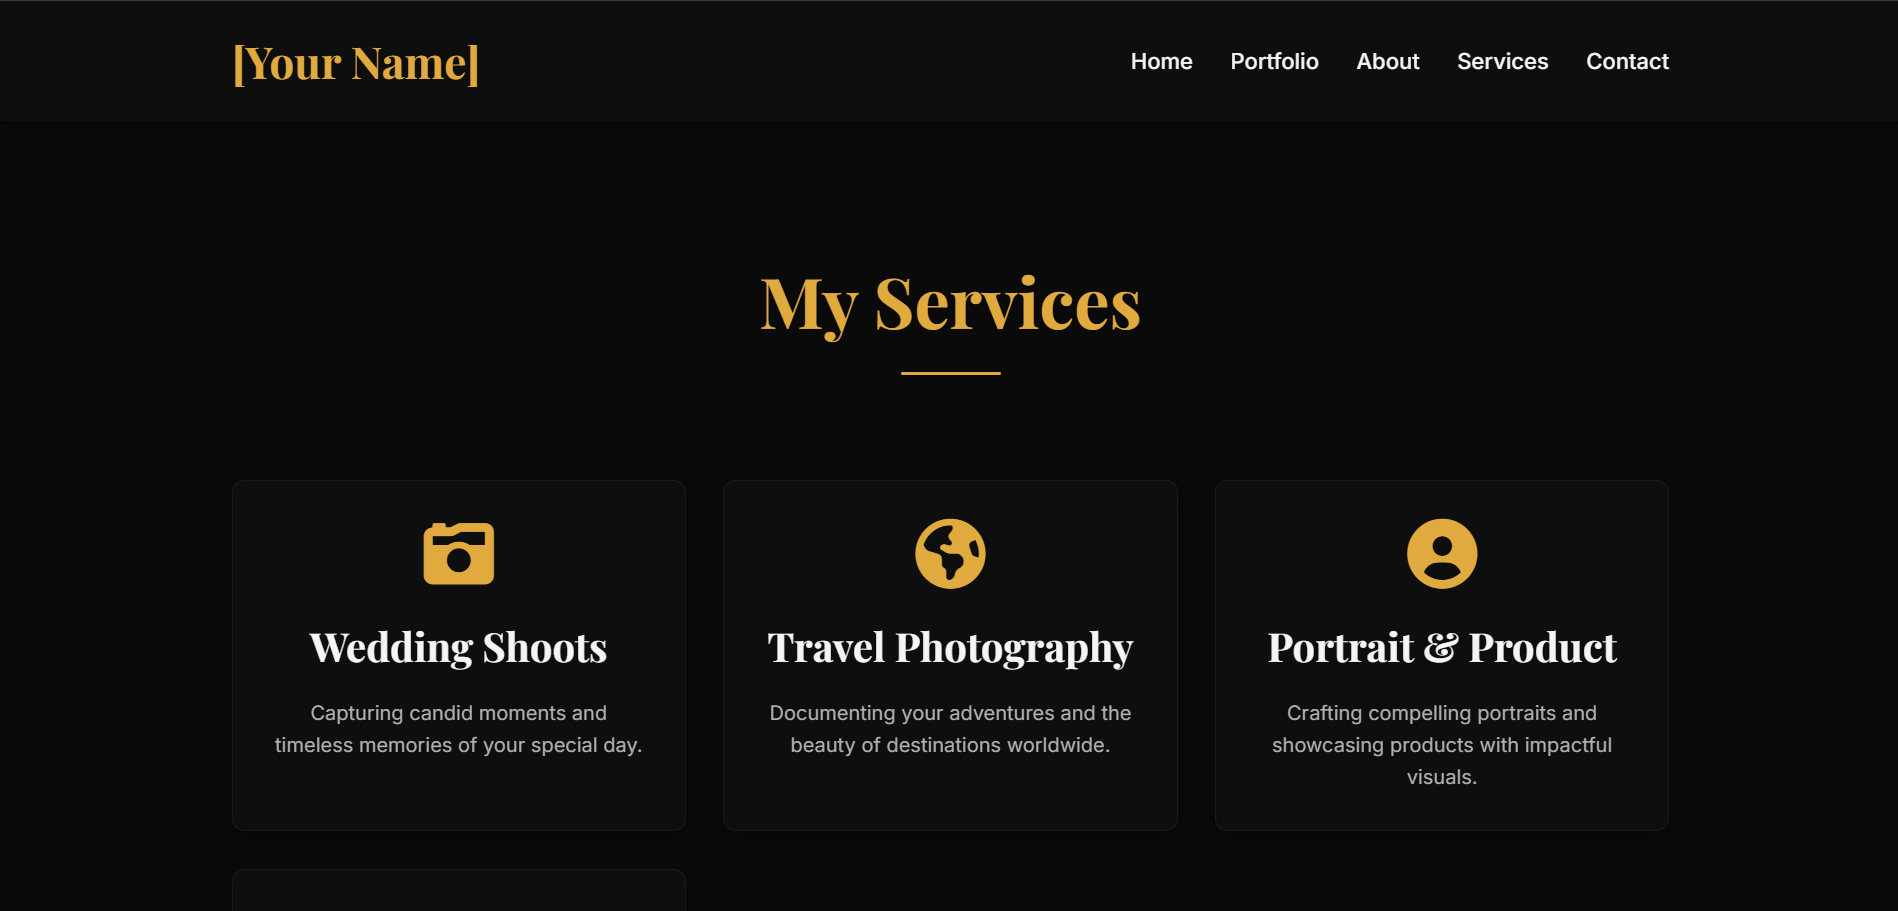 [Your Name]
Home Portfolio About Services Contact
My Services
Wedding Shoots
Capturing candid moments and
timeless memories of your special day.
Travel Photography
Documenting your adventures and the
beauty of destinations worldwide.
Portrait & Product
Crafting compelling portraits and
showcasing products with impactful
visuals.